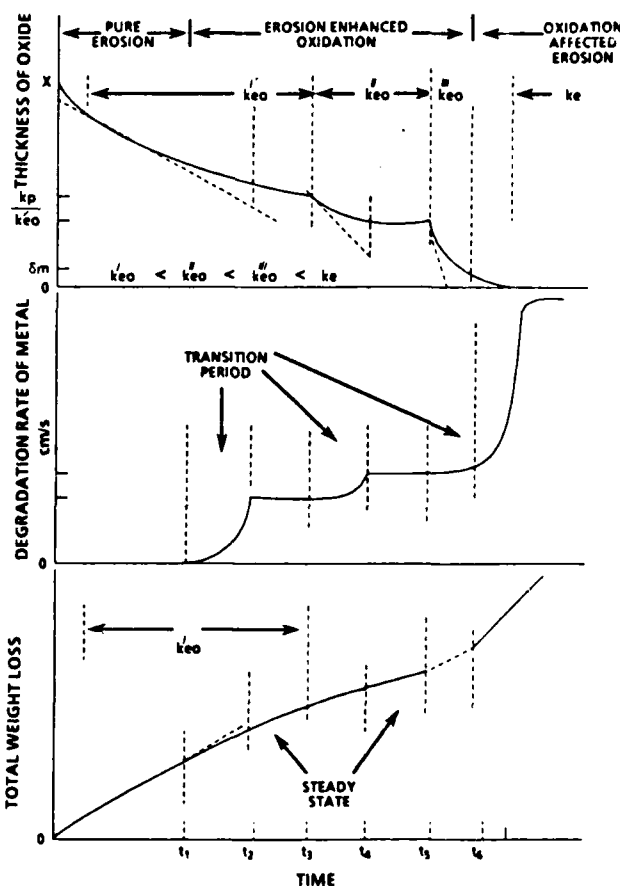 PURE
EROSION
EROSION ENHANCED
OXIDATION
OXIDATION
AFFECTED
EROSION
THICKNESS OF OXIDE
X
k'eo
k"eo
k'''eo
ke
kp
keo
δm
0
k'eo < k"eo < k'''eo < ke
DEGRADATION RATE OF METAL
cm/s
TRANSITION
PERIOD
0
TOTAL WEIGHT LOSS
k'eo
STEADY
STATE
0
t1 t2 t3 t4 t5 t6
TIME